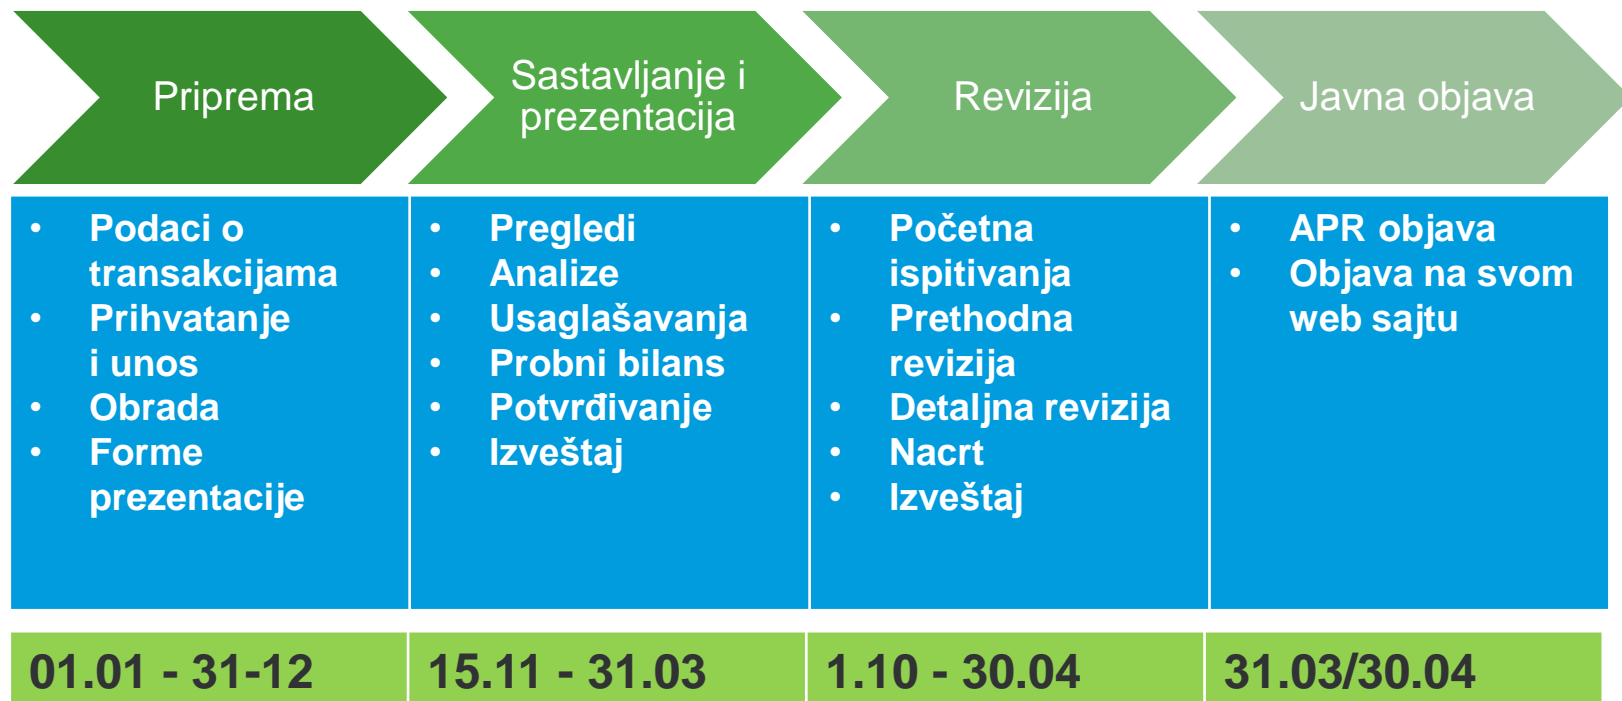 Priprema
Sastavljanje i
prezentacija
Revizija
Javna objava
• Podaci o
transakcijama
• Prihvatanje
i unos
• Obrada
• Forme
prezentacije
• Pregledi
• Analize
• Usaglašavanja
• Probni bilans
• Potvrđivanje
• Izveštaj
• Početna
ispitivanja
• Prethodna
revizija
• Detaljna revizija
• Nacrt
• Izveštaj
• APR objava
• Objava na svom
web sajtu
01.01 - 31-12
15.11 - 31.03
1.10 - 30.04
31.03/30.04